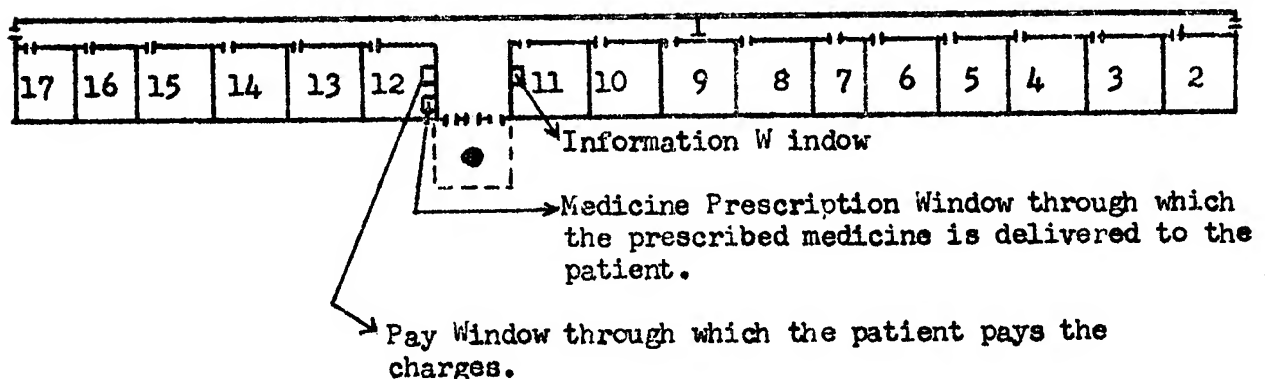 1
17 16 15 14 13 12 11 10 9 8 7 6 5 4 3 2
Information W indow
Medicine Prescription Window through which
the prescribed medicine is delivered to the
patient.
Pay Window through which the patient pays the
charges.